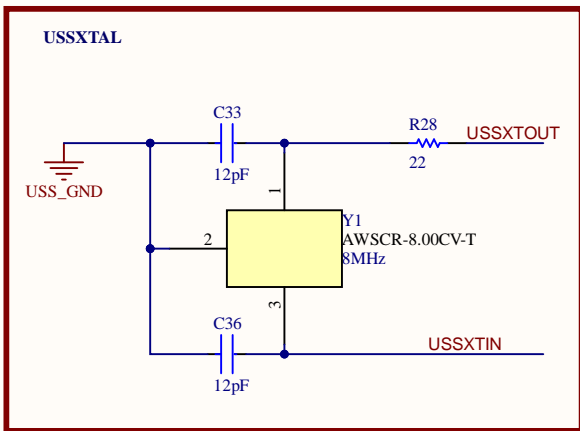 USSXTAL
C33
12pF
R28
22
USSXTOUT
USS_GND
1
Y1
AWSCR-8.00CV-T
8MHz
2
3
C36
12pF
USSXTIN